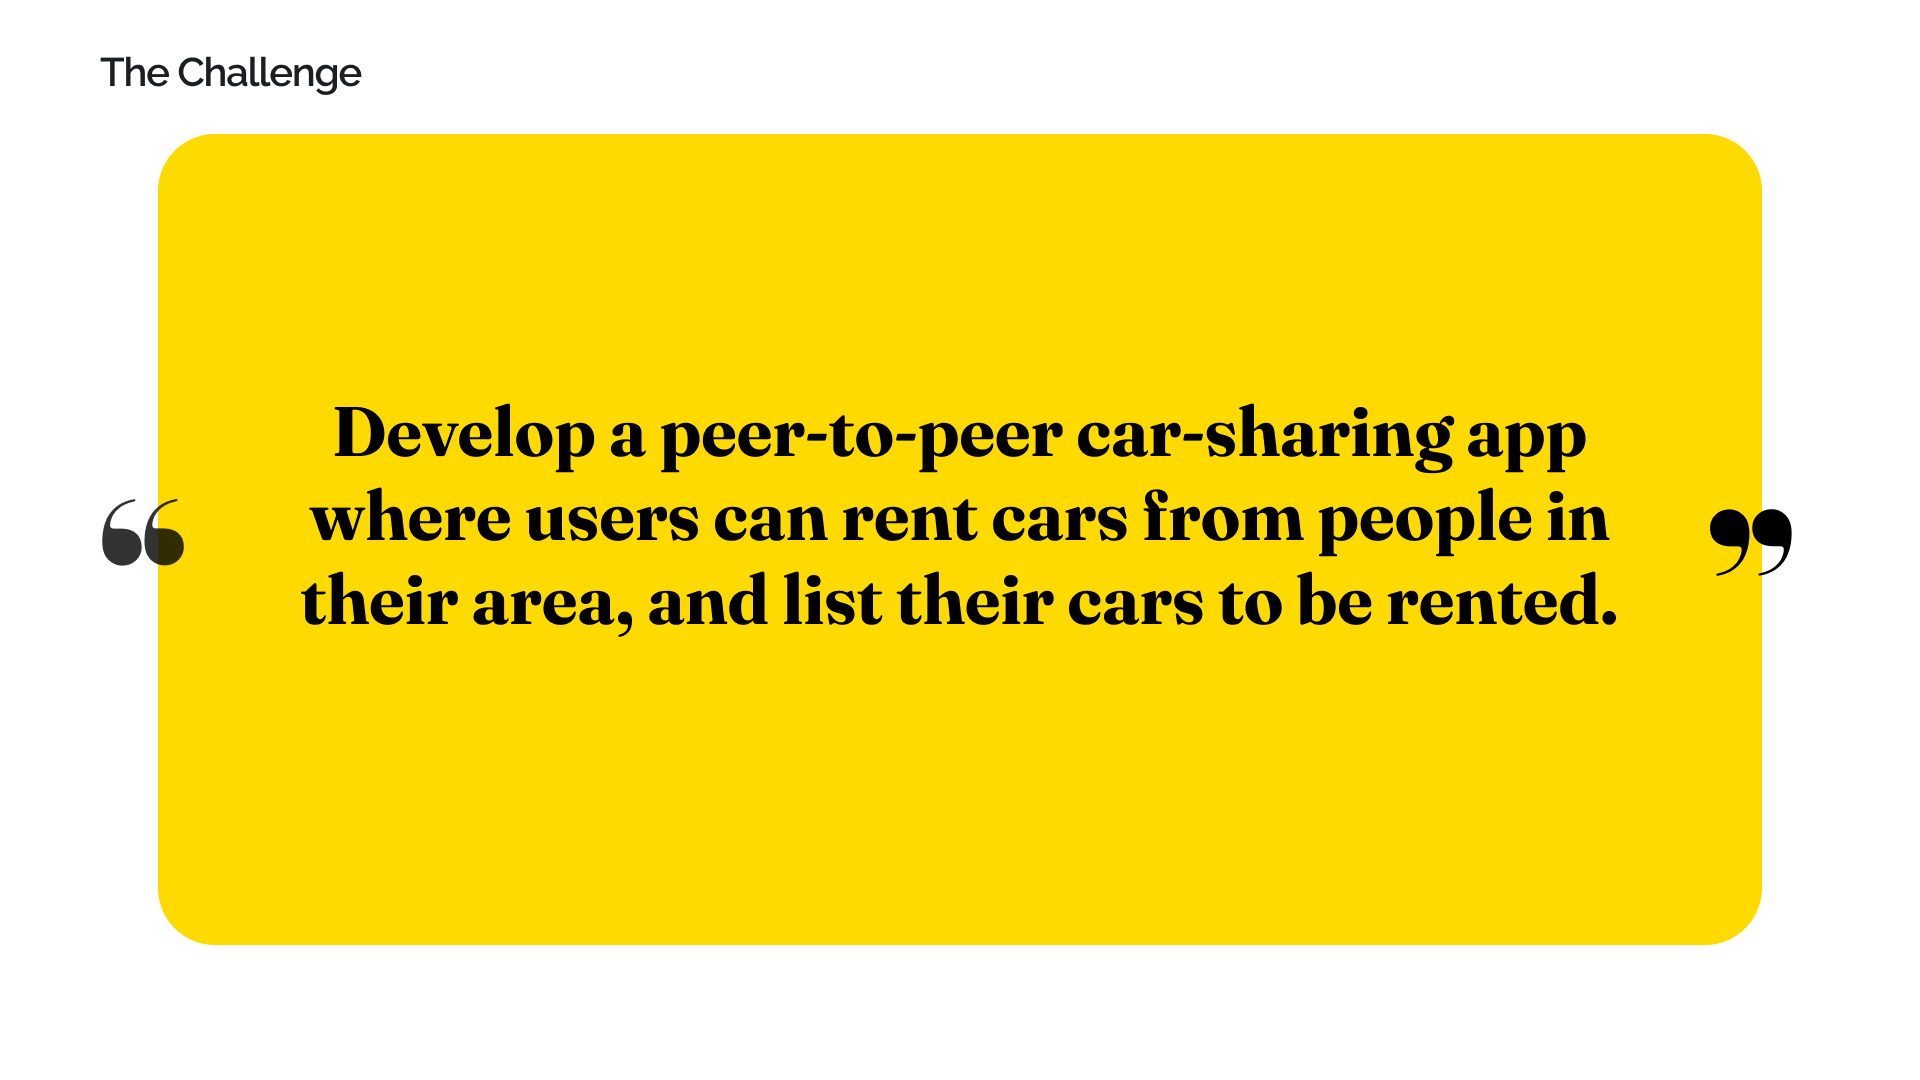 The Challenge
“
Develop a peer-to-peer car-sharing app
where users can rent cars from people in
their area, and list their cars to be rented.
”